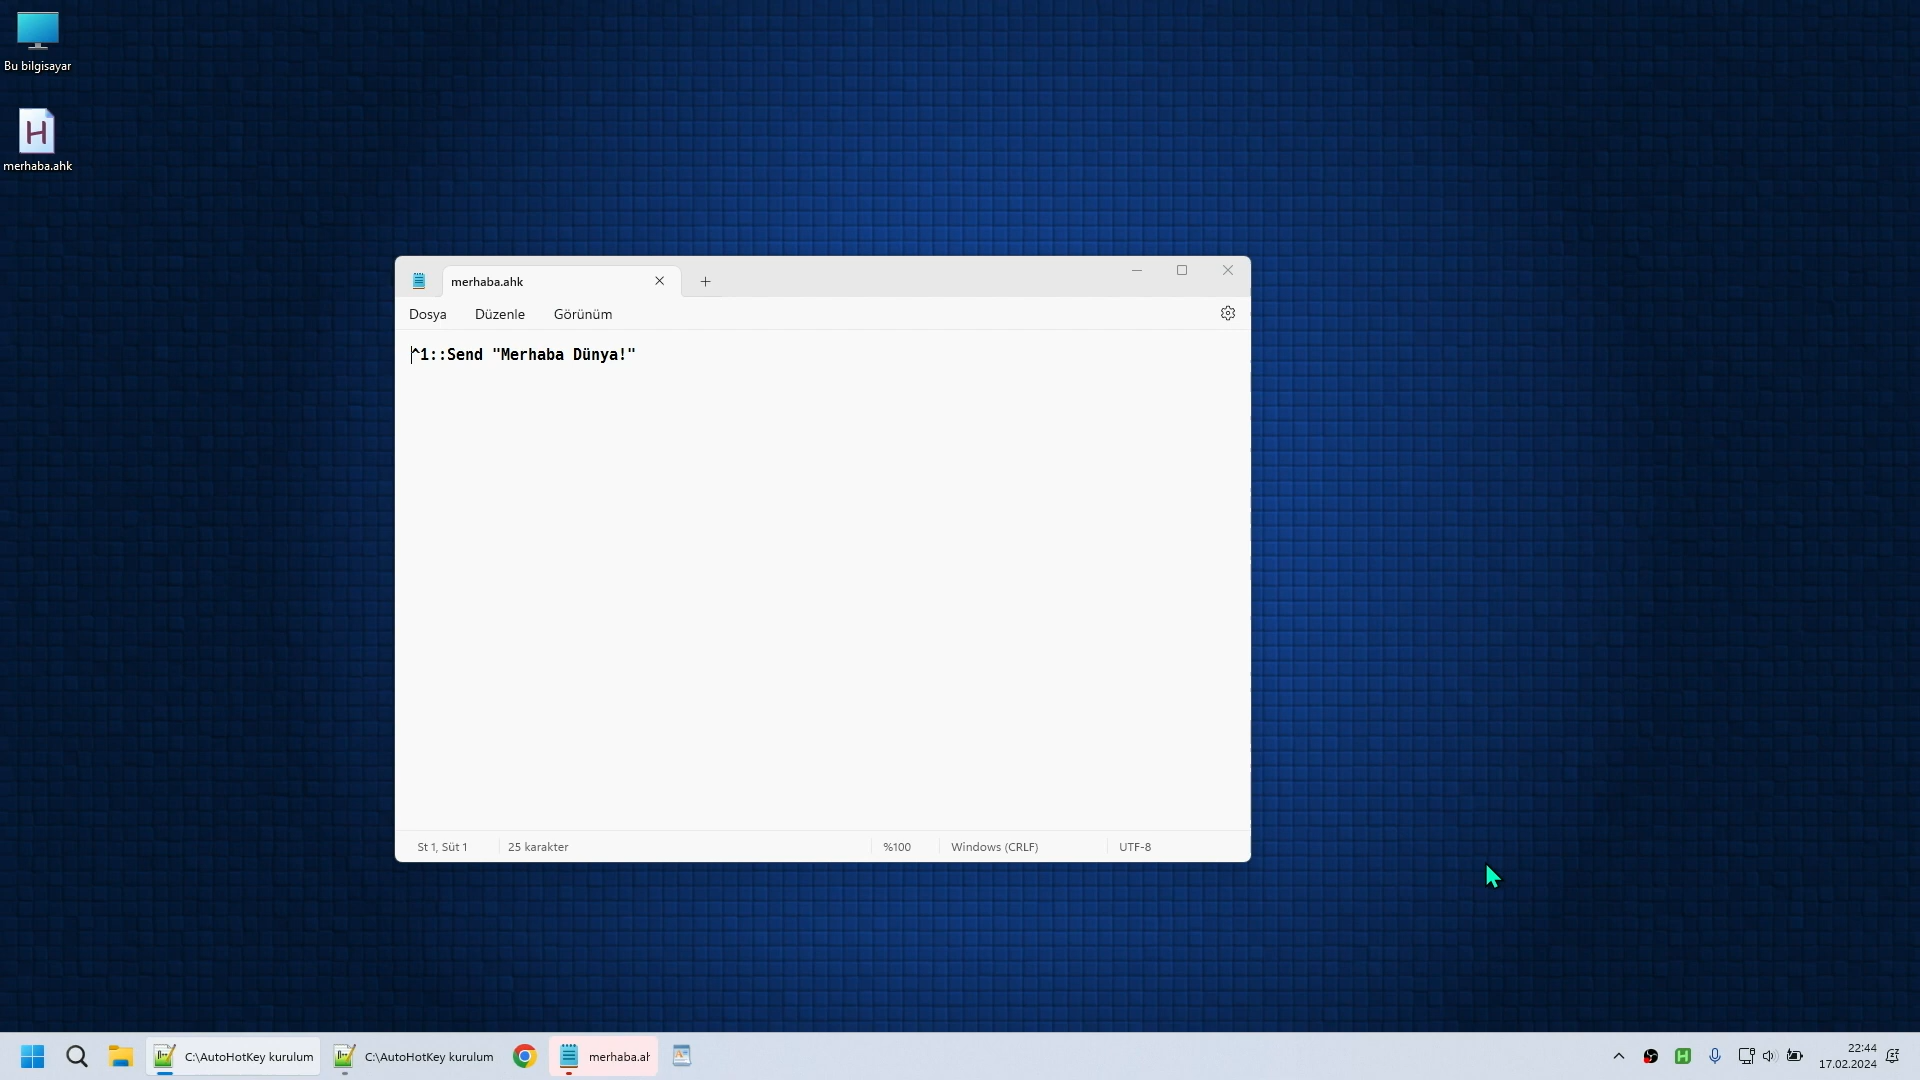 Bu bilgisayar
merhaba.ahk
merhaba.ahk
Dosya Düzenle Görünüm
^1::Send "Merhaba Dünya!"
St 1, Süt 1 25 karakter %100 Windows (CRLF) UTF-8
C:\AutoHotKey kurulum C:\AutoHotKey kurulum merhaba.ah 22:44
17.02.2024